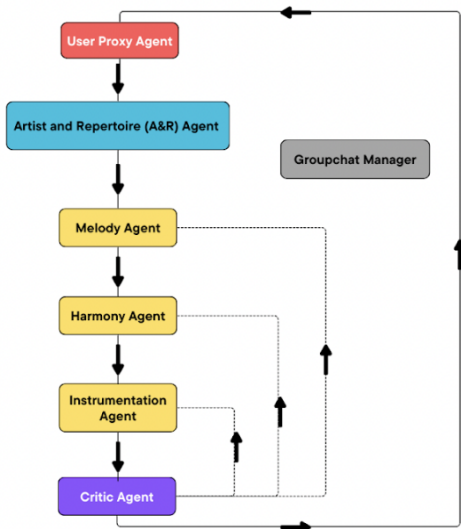 User Proxy Agent
Artist and Repertoire (A&R) Agent
Groupchat Manager
Melody Agent
Harmony Agent
Instrumentation
Agent
Critic Agent